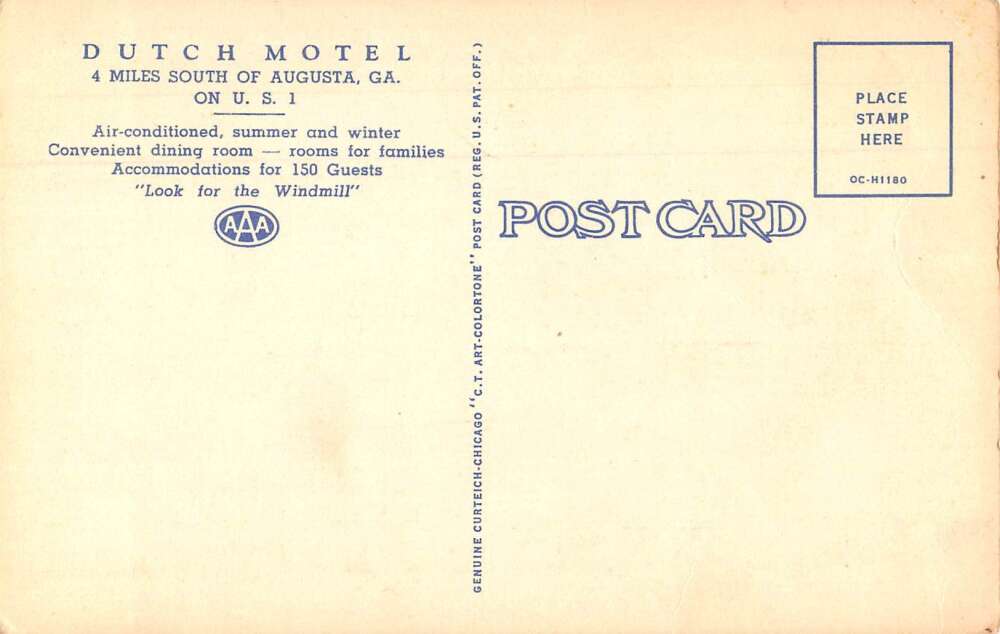 DUTCH MOTEL
4 MILES SOUTH OF AUGUSTA, GA.
ON U. S. 1
Air-conditioned, summer and winter
Convenient dining room — rooms for families
Accommodations for 150 Guests
"Look for the Windmill"
AAA
GENUINE CURTEICH-CHICAGO "C.T. ART-COLORTONE" POST CARD (REG. U.S. PAT. OFF.)
POST CARD
PLACE
STAMP
HERE
OC-H1180